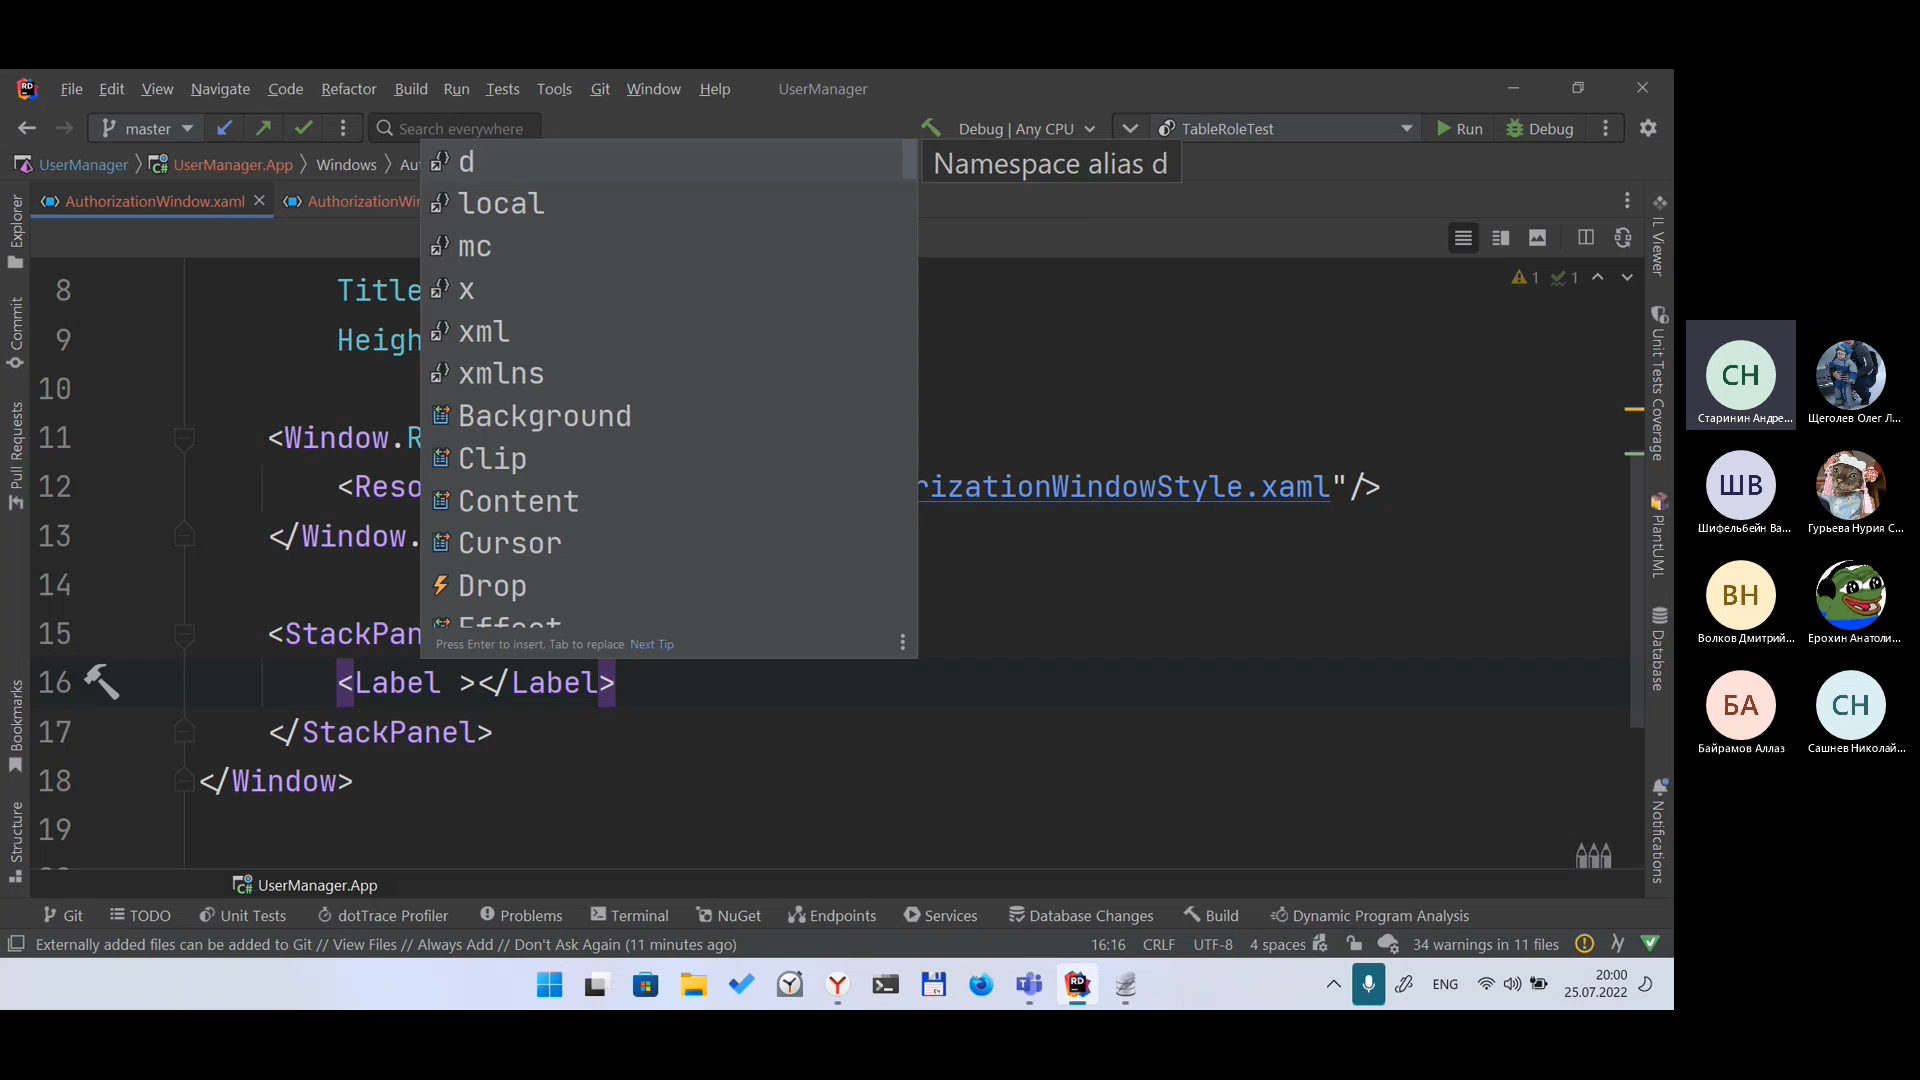 File Edit View Navigate Code Refactor Build Run Tests Tools Git Window Help UserManager
master Search everywhere Debug | Any CPU TableRoleTest Run Debug
UserManager UserManager.App Windows Aut
d Namespace alias d
local
mc
x
xml
xmlns
Background
Clip
Content
Cursor
Drop
Effect
Press Enter to insert, Tab to replace Next Tip
AuthorizationWindow.xaml AuthorizationWin
1 1
8 Title
9 Heigh
10
11 <Window.R
12 <Reso rizationWindowStyle.xaml"/>
13 </Window.
14
15 <StackPan
16 <Label ></Label>
17 </StackPanel>
18 </Window>
19
Explorer
Commit
Pull Requests
Bookmarks
Structure
IL Viewer
Unit Tests Coverage
PlantUML
Database
Notifications
UserManager.App
Git TODO Unit Tests dotTrace Profiler Problems Terminal NuGet Endpoints Services Database Changes Build Dynamic Program Analysis
Externally added files can be added to Git // View Files // Always Add // Don't Ask Again (11 minutes ago) 16:16 CRLF UTF-8 4 spaces 34 warnings in 11 files
ENG 20:00
25.07.2022
СН
Старинин Андре... Щеголев Олег Л...
ШВ
Шифельбейн Ва... Гурьева Нурия С...
ВН
Волков Дмитрий... Ерохин Анатоли...
БА СН
Байрамов Аллаз Сашнев Николай...